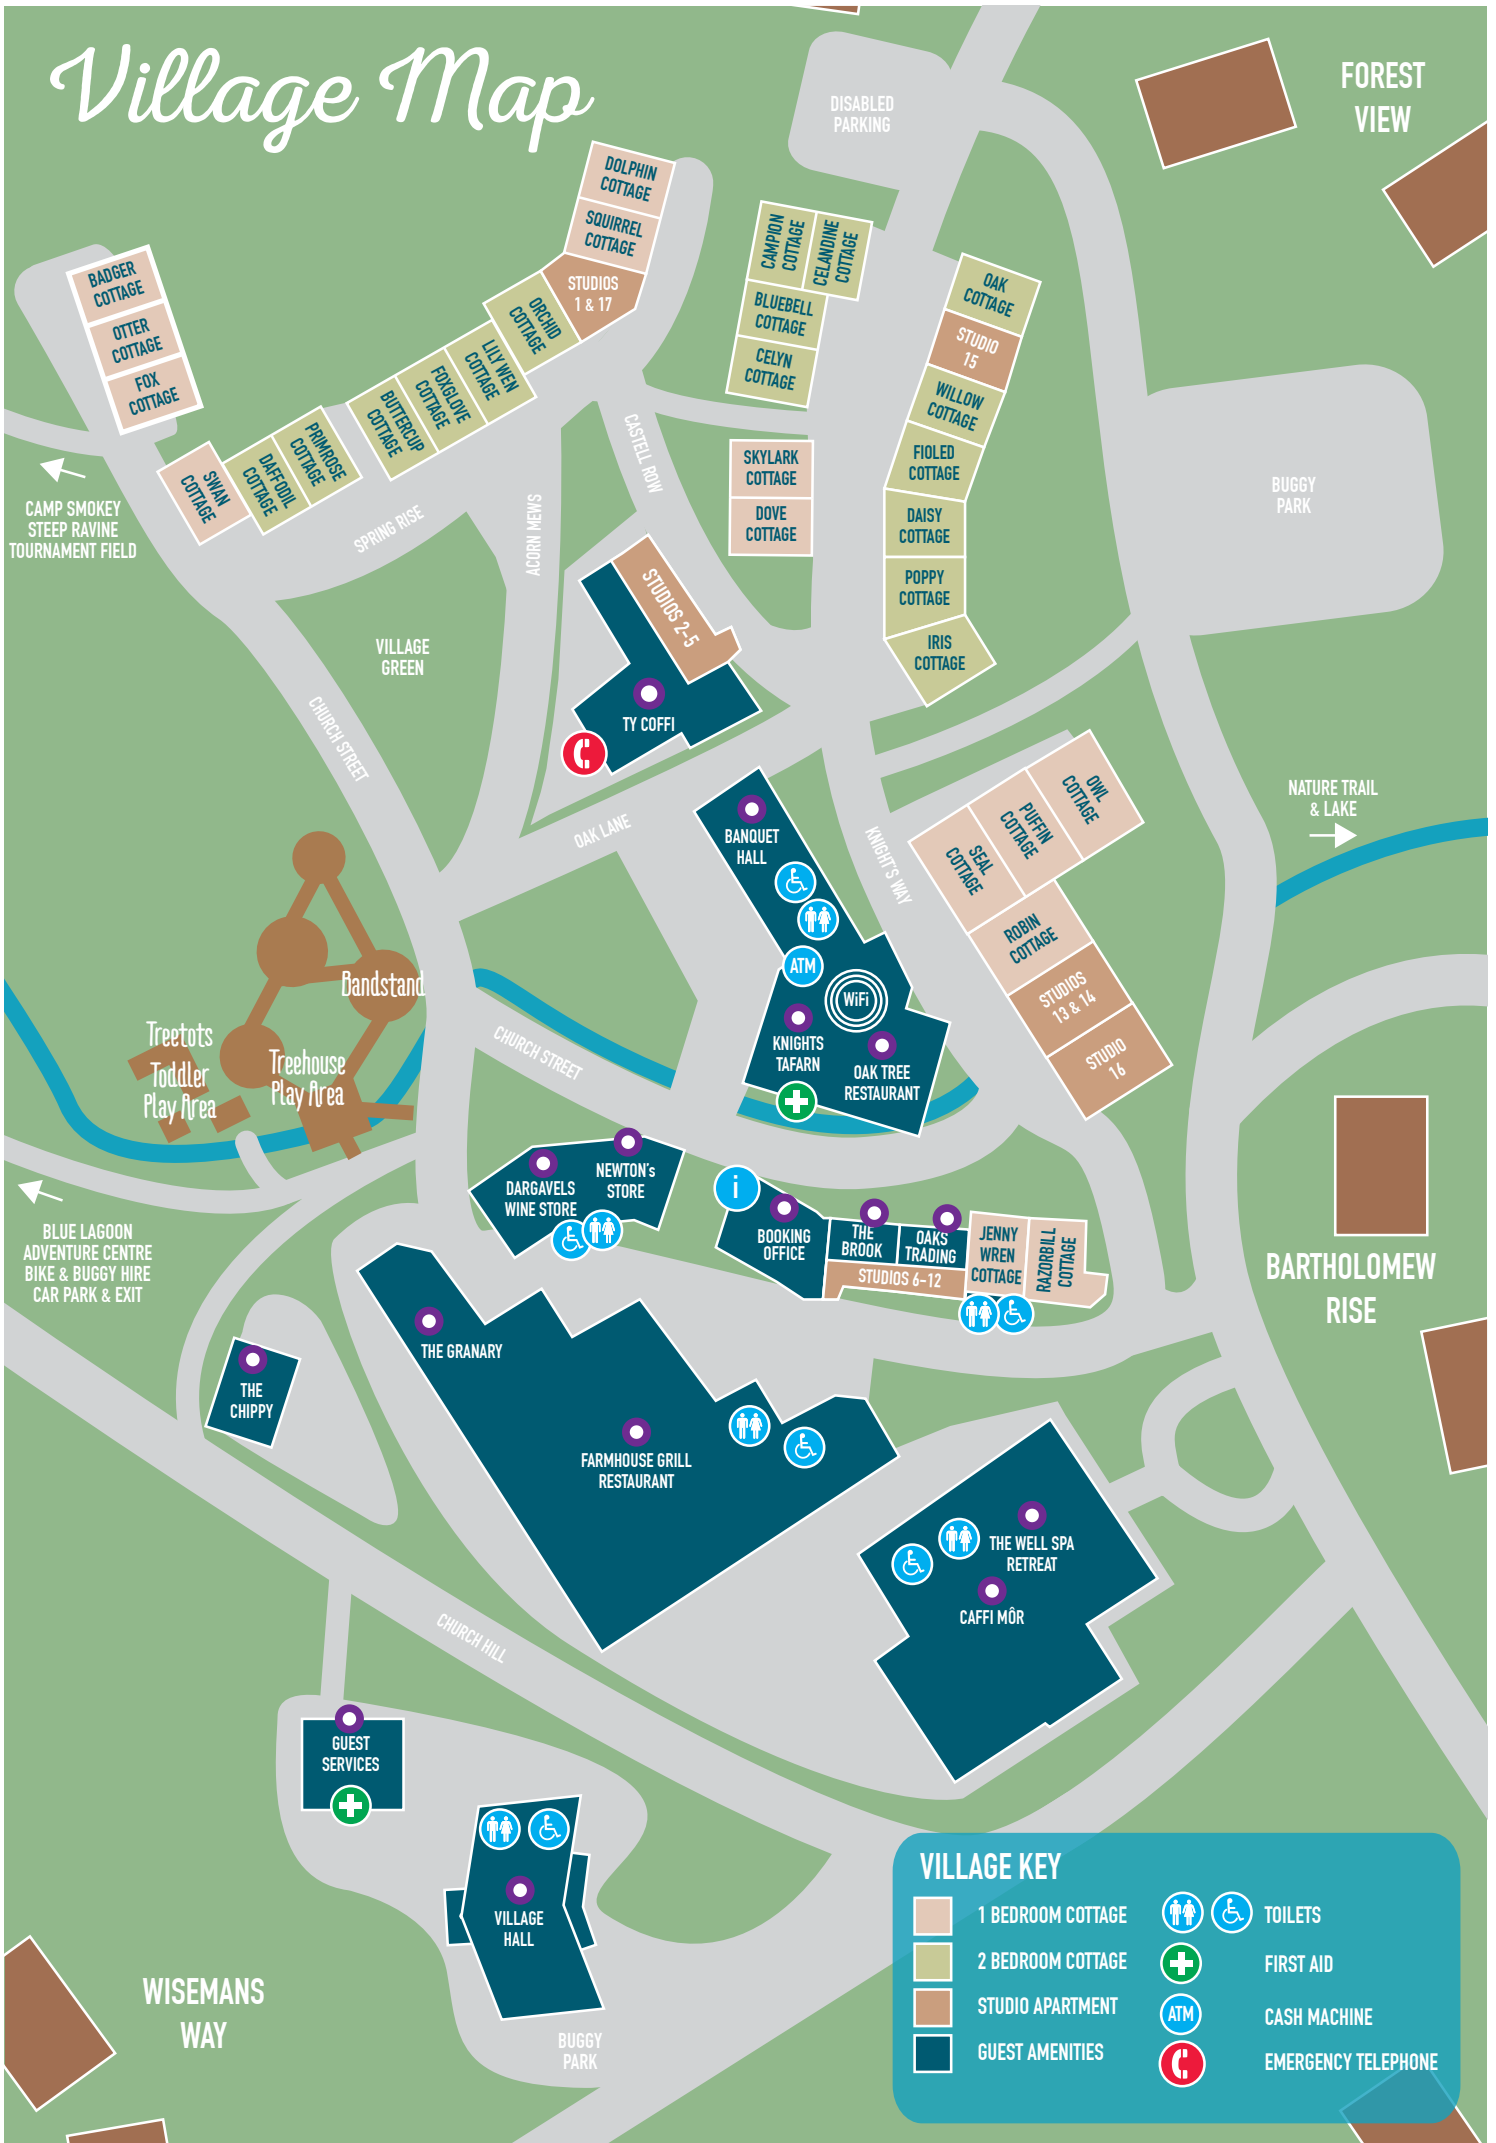 Village Map
FOREST
VIEW
DISABLED
PARKING
DOLPHIN
COTTAGE
SQUIRREL
COTTAGE
STUDIOS
1 & 17
ORCHID
COTTAGE
LILY WEN
COTTAGE
FOXGLOVE
COTTAGE
BUTTERCUP
COTTAGE
PRIMROSE
COTTAGE
DAFFODIL
COTTAGE
SWAN
COTTAGE
BADGER
COTTAGE
OTTER
COTTAGE
FOX
COTTAGE
CAMPION
COTTAGE
CELANDINE
COTTAGE
BLUEBELL
COTTAGE
CELYN
COTTAGE
OAK
COTTAGE
STUDIO
15
WILLOW
COTTAGE
FIOLED
COTTAGE
DAISY
COTTAGE
POPPY
COTTAGE
IRIS
COTTAGE
SKYLARK
COTTAGE
DOVE
COTTAGE
CAMP SMOKEY
STEEP RAVINE
TOURNAMENT FIELD
SPRING RISE
ACORN MEWS
CASTELL ROW
BUGGY
PARK
VILLAGE
GREEN
CHURCH STREET
STUDIOS 2-5
TY COFFI
OAK LANE
KNIGHT'S WAY
OWL
COTTAGE
PUFFIN
COTTAGE
SEAL
COTTAGE
ROBIN
COTTAGE
STUDIOS
13 & 14
STUDIO
16
NATURE TRAIL
& LAKE
BANQUET
HALL
ATM
WiFi
KNIGHTS
TAFARN
OAK TREE
RESTAURANT
Bandstand
Treetots
Toddler
Play Area
Treehouse
Play Area
CHURCH STREET
DARGAVELS
WINE STORE
NEWTON's
STORE
i
BOOKING
OFFICE
THE
BROOK
OAKS
TRADING
STUDIOS 6-12
JENNY
WREN
COTTAGE
RAZORBILL
COTTAGE
BLUE LAGOON
ADVENTURE CENTRE
BIKE & BUGGY HIRE
CAR PARK & EXIT
BARTHOLOMEW
RISE
THE GRANARY
THE
CHIPPY
FARMHOUSE GRILL
RESTAURANT
THE WELL SPA
RETREAT
CAFFI MÔR
CHURCH HILL
GUEST
SERVICES
VILLAGE
HALL
BUGGY
PARK
WISEMANS
WAY
VILLAGE KEY
1 BEDROOM COTTAGE
2 BEDROOM COTTAGE
STUDIO APARTMENT
GUEST AMENITIES
TOILETS
FIRST AID
ATM
CASH MACHINE
EMERGENCY TELEPHONE